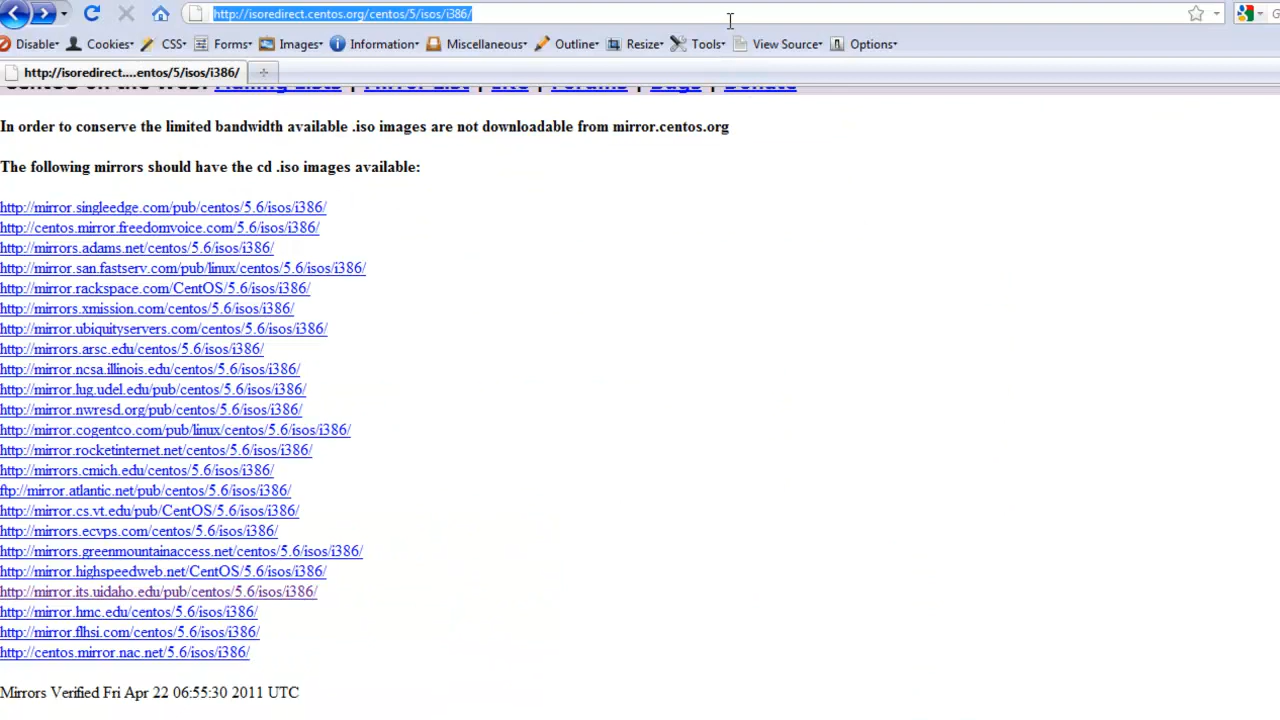 http://isoredirect.centos.org/centos/5/isos/i386/
Disable Cookies CSS Forms Images Information Miscellaneous Outline Resize Tools View Source Options
http://isoredirect....entos/5/isos/i386/
CentOS on the Web: Mailing Lists | Mirror List | IRC | Forums | Bugs | Donate
In order to conserve the limited bandwidth available .iso images are not downloadable from mirror.centos.org
The following mirrors should have the cd .iso images available:
http://mirror.singleedge.com/pub/centos/5.6/isos/i386/
http://centos.mirror.freedomvoice.com/5.6/isos/i386/
http://mirrors.adams.net/centos/5.6/isos/i386/
http://mirror.san.fastserv.com/pub/linux/centos/5.6/isos/i386/
http://mirror.rackspace.com/CentOS/5.6/isos/i386/
http://mirrors.xmission.com/centos/5.6/isos/i386/
http://mirror.ubiquityservers.com/centos/5.6/isos/i386/
http://mirrors.arsc.edu/centos/5.6/isos/i386/
http://mirror.ncsa.illinois.edu/centos/5.6/isos/i386/
http://mirror.lug.udel.edu/pub/centos/5.6/isos/i386/
http://mirror.nwresd.org/pub/centos/5.6/isos/i386/
http://mirror.cogentco.com/pub/linux/centos/5.6/isos/i386/
http://mirror.rocketinternet.net/centos/5.6/isos/i386/
http://mirrors.cmich.edu/centos/5.6/isos/i386/
ftp://mirror.atlantic.net/pub/centos/5.6/isos/i386/
http://mirror.cs.vt.edu/pub/CentOS/5.6/isos/i386/
http://mirrors.ecvps.com/centos/5.6/isos/i386/
http://mirrors.greenmountainaccess.net/centos/5.6/isos/i386/
http://mirror.highspeedweb.net/CentOS/5.6/isos/i386/
http://mirror.its.uidaho.edu/pub/centos/5.6/isos/i386/
http://mirror.hmc.edu/centos/5.6/isos/i386/
http://mirror.flhsi.com/centos/5.6/isos/i386/
http://centos.mirror.nac.net/5.6/isos/i386/
Mirrors Verified Fri Apr 22 06:55:30 2011 UTC